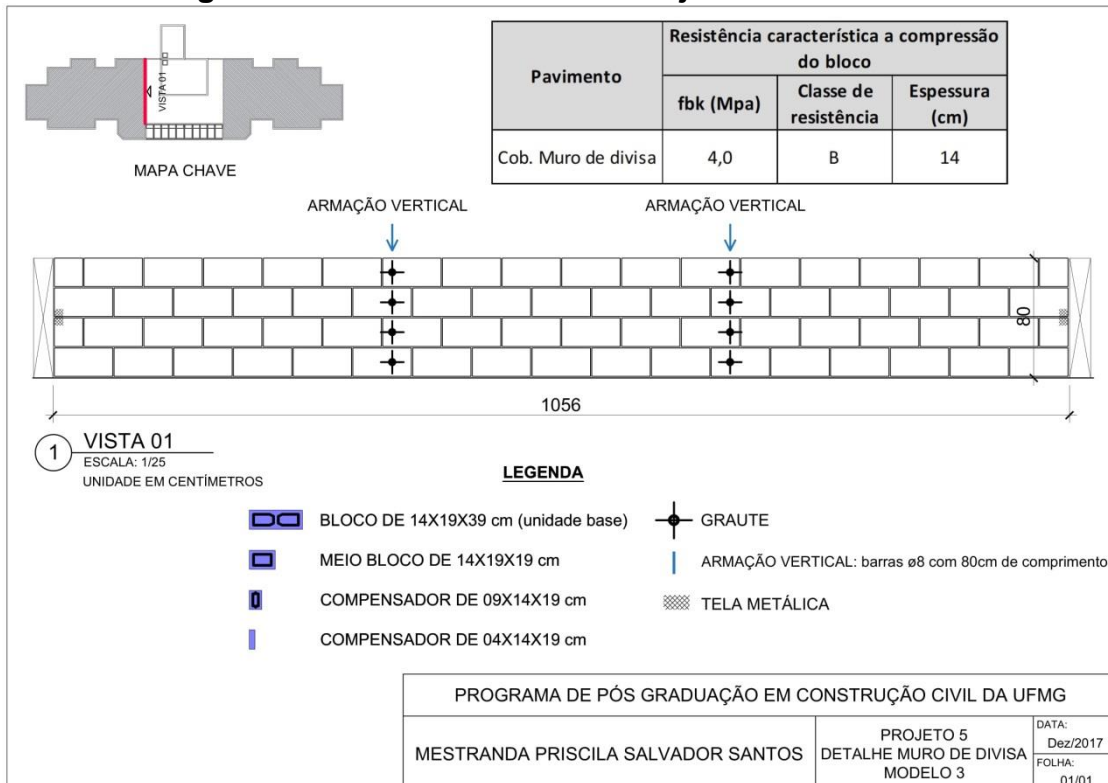 VISTA 01
MAPA CHAVE
Pavimento
Resistência característica a compressão
do bloco
fbk (Mpa)
Classe de
resistência
Espessura
(cm)
Cob. Muro de divisa
4,0
B
14
ARMAÇÃO VERTICAL
ARMAÇÃO VERTICAL
80
1056
1
VISTA 01
ESCALA: 1/25
UNIDADE EM CENTÍMETROS
LEGENDA
BLOCO DE 14X19X39 cm (unidade base)
MEIO BLOCO DE 14X19X19 cm
COMPENSADOR DE 09X14X19 cm
COMPENSADOR DE 04X14X19 cm
GRAUTE
ARMAÇÃO VERTICAL: barras ø8 com 80cm de comprimento
TELA METÁLICA
PROGRAMA DE PÓS GRADUAÇÃO EM CONSTRUÇÃO CIVIL DA UFMG
MESTRANDA PRISCILA SALVADOR SANTOS
PROJETO 5
DETALHE MURO DE DIVISA
MODELO 3
DATA:
Dez/2017
FOLHA:
01/01